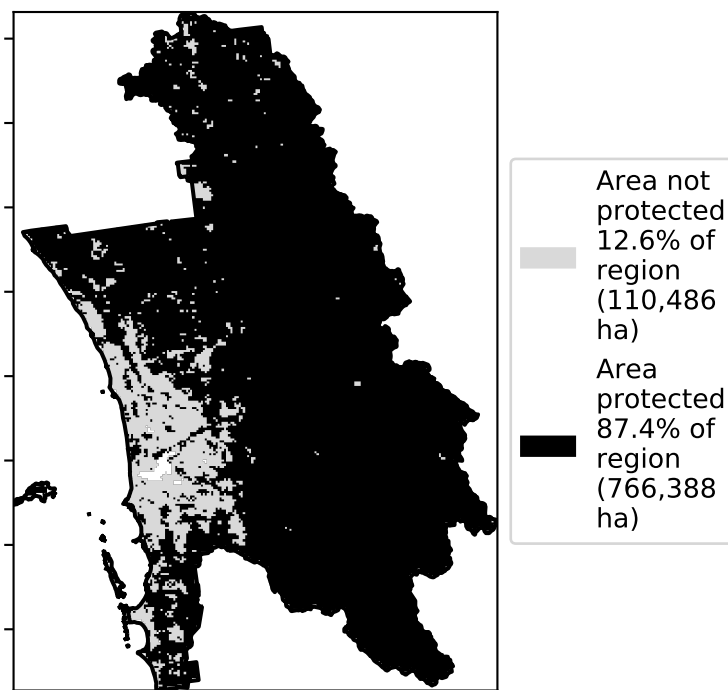 Area not
protected
12.6% of
region
(110,486
ha)
Area
protected
87.4% of
region
(766,388
ha)